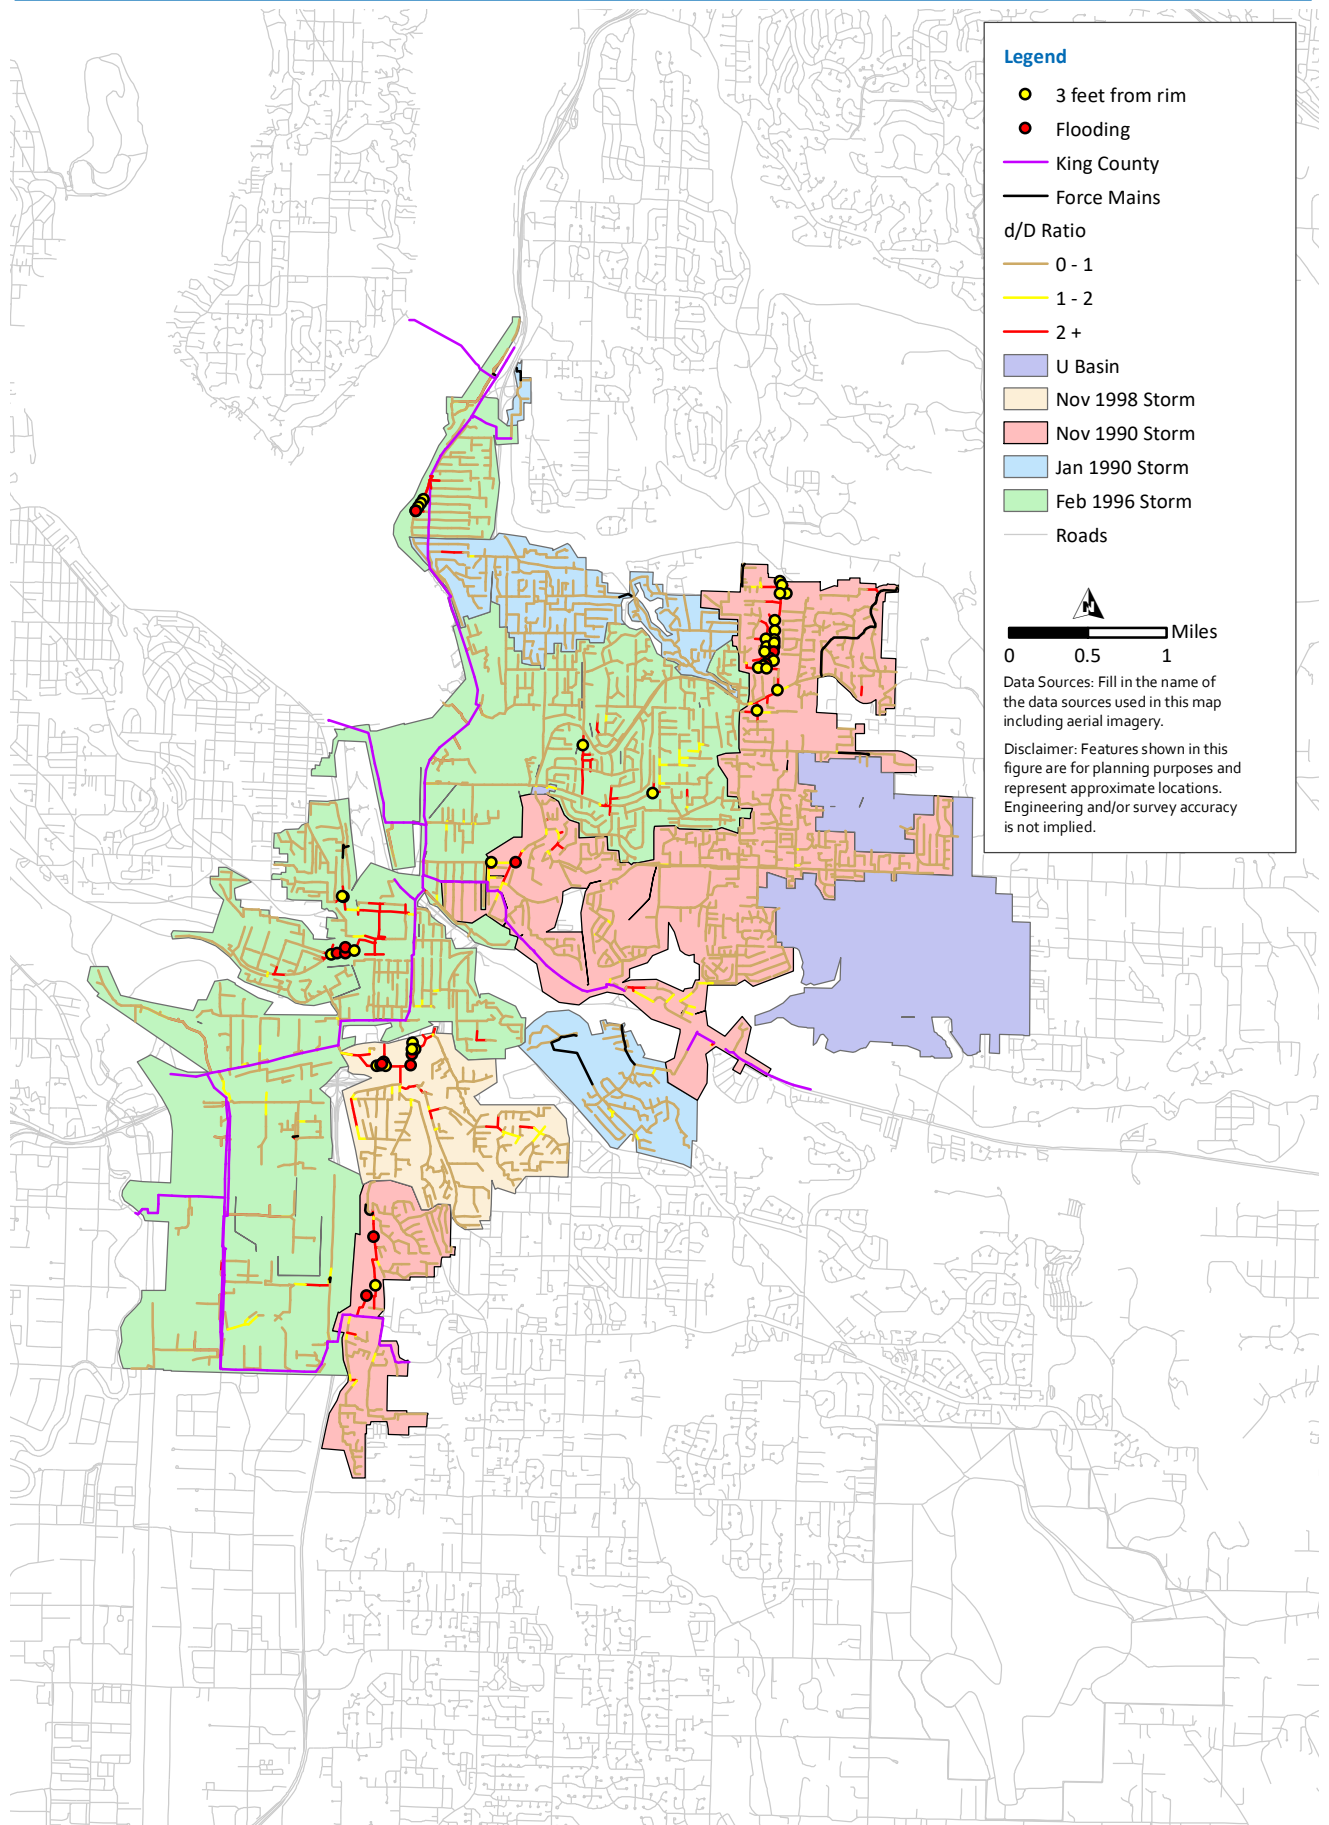 Legend
3 feet from rim
Flooding
King County
Force Mains
d/D Ratio
0 - 1
1 - 2
2 +
U Basin
Nov 1998 Storm
Nov 1990 Storm
Jan 1990 Storm
Feb 1996 Storm
Roads
N
Miles
0 0.5 1
Data Sources: Fill in the name of
the data sources used in this map
including aerial imagery.
Disclaimer: Features shown in this
figure are for planning purposes and
represent approximate locations.
Engineering and/or survey accuracy
is not implied.